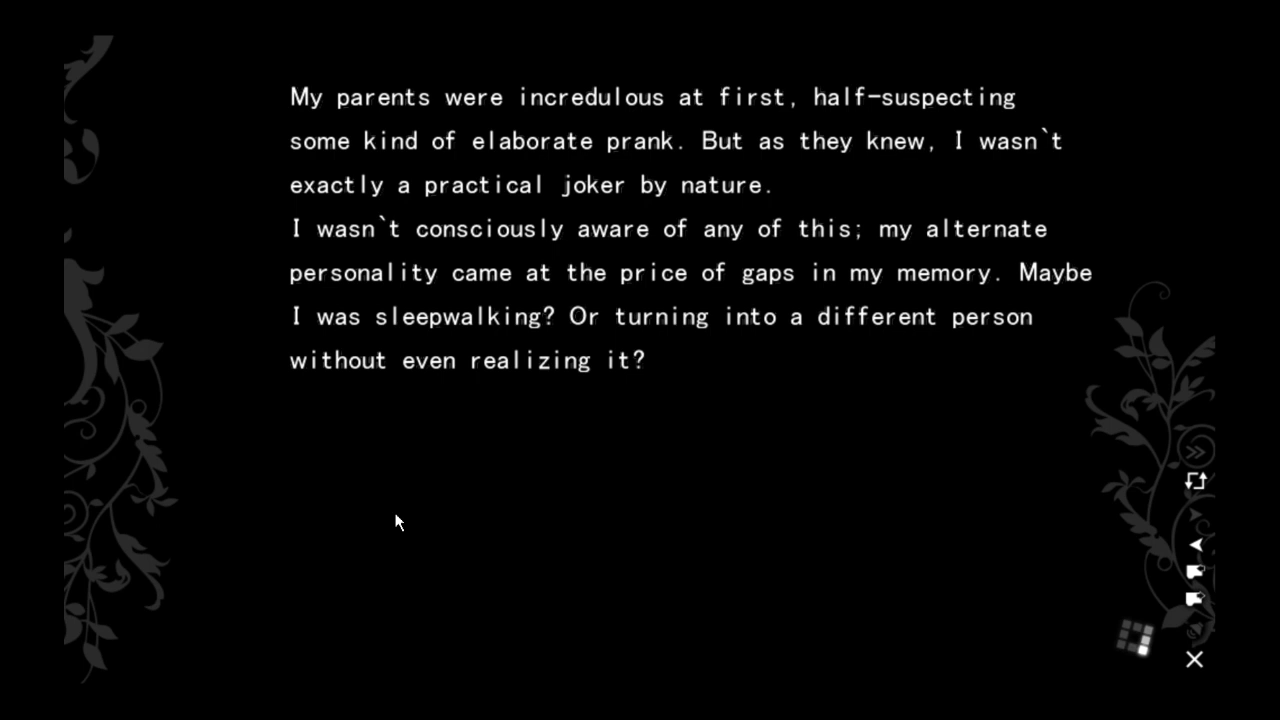 My parents were incredulous at first, half-suspecting
some kind of elaborate prank. But as they knew, I wasn`t
exactly a practical joker by nature.
I wasn`t consciously aware of any of this; my alternate
personality came at the price of gaps in my memory. Maybe
I was sleepwalking? Or turning into a different person
without even realizing it?